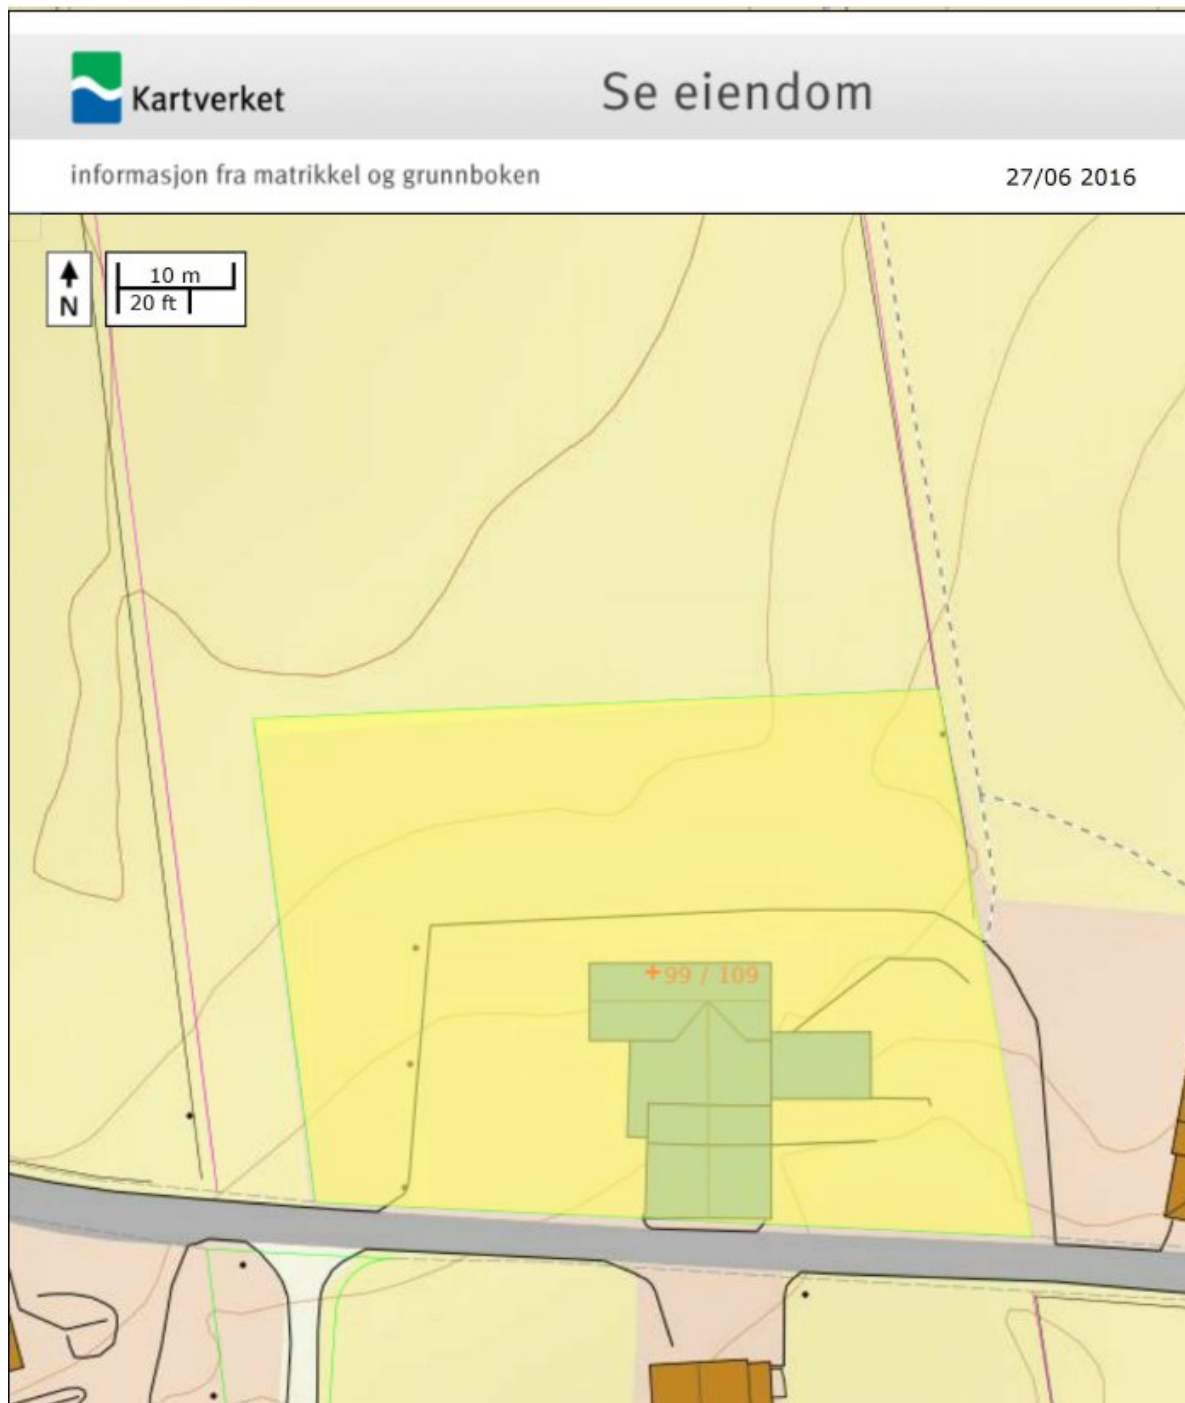 Kartverket
Se eiendom
informasjon fra matrikkel og grunnboken
27/06 2016
10 m
20 ft
N
+99 / 109